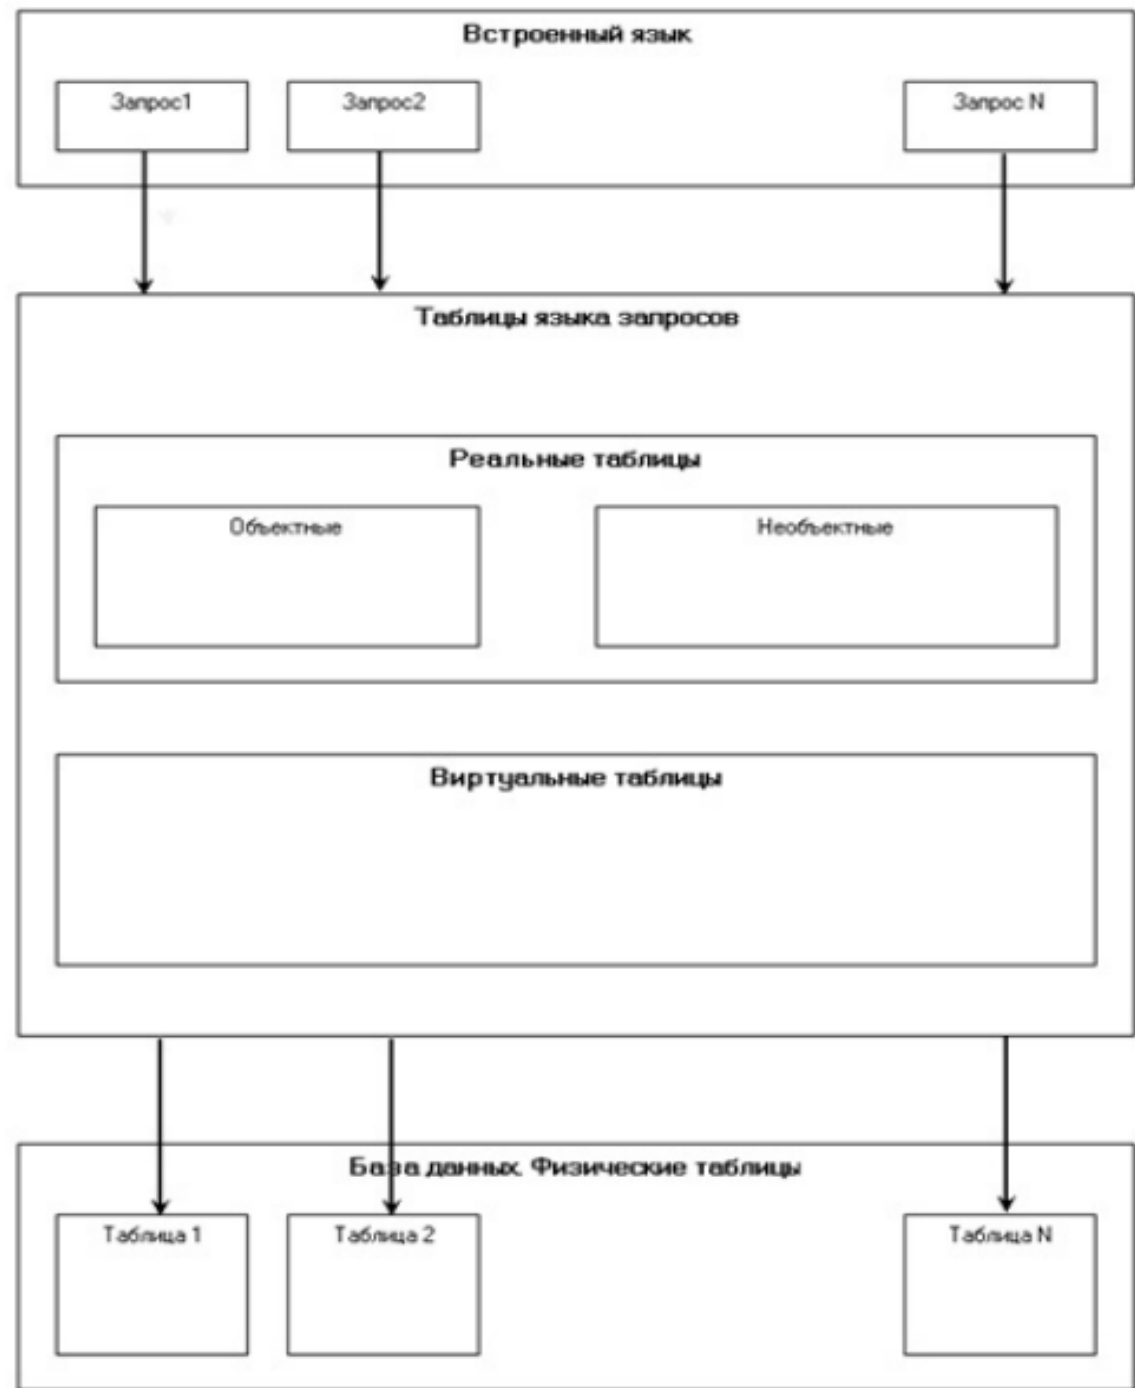 Встроенный язык
Запрос1 Запрос2 Запрос N
Таблицы языка запросов
Реальные таблицы
Объектные Необъектные
Виртуальные таблицы
База данных. Физические таблицы
Таблица 1 Таблица 2 Таблица N